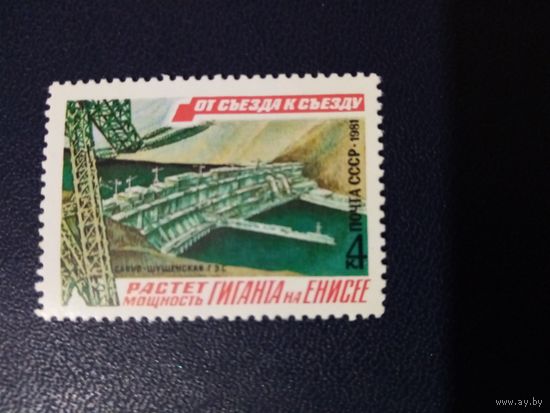 ОТ СЪЕЗДА К СЪЕЗДУ
ПОЧТА СССР · 1981
4
К
САЯНО-ШУШЕНСКАЯ ГЭС
РАСТЕТ
МОЩНОСТЬ ГИГАНТА НА ЕНИСЕЕ
www.ay.by